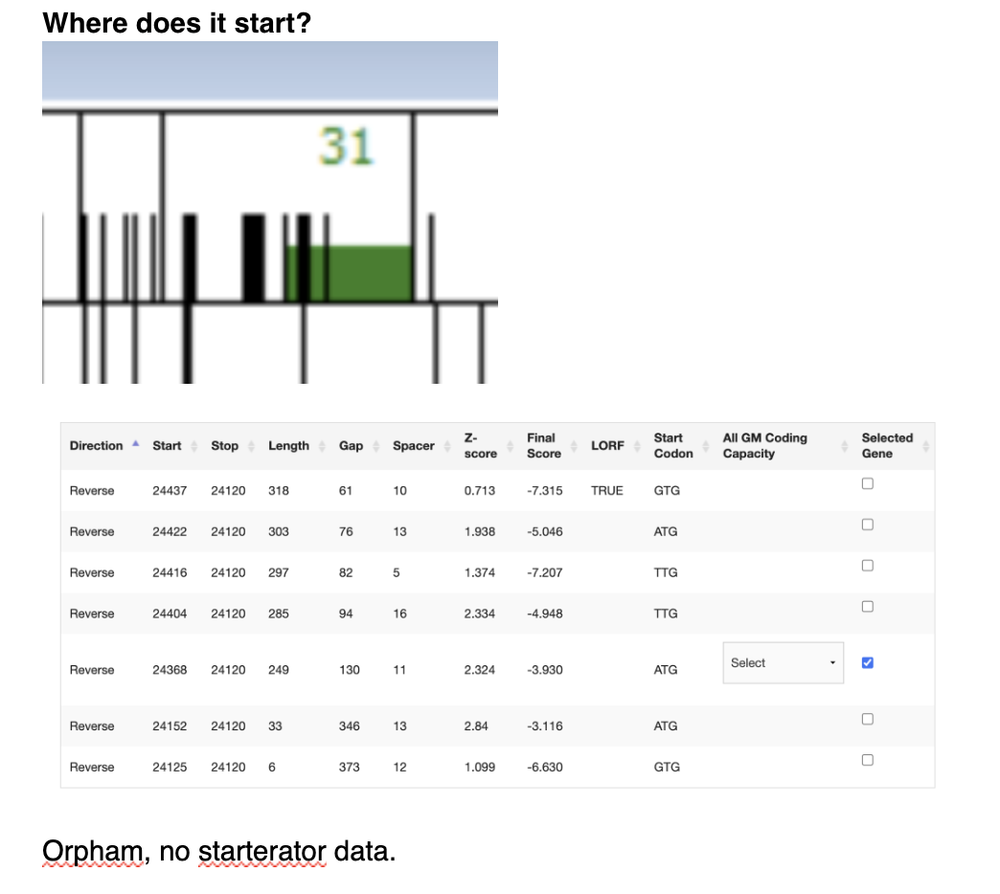 Where does it start?
31
Direction Start Stop Length Gap Spacer Z-score Final Score LORF Start Codon All GM Coding Capacity Selected Gene
Reverse 24437 24120 318 61 10 0.713 -7.315 TRUE GTG
Reverse 24422 24120 303 76 13 1.938 -5.046 ATG
Reverse 24416 24120 297 82 5 1.374 -7.207 TTG
Reverse 24404 24120 285 94 16 2.334 -4.948 TTG
Reverse 24368 24120 249 130 11 2.324 -3.930 ATG Select
Reverse 24152 24120 33 346 13 2.84 -3.116 ATG
Reverse 24125 24120 6 373 12 1.099 -6.630 GTG
Orpham, no starterator data.